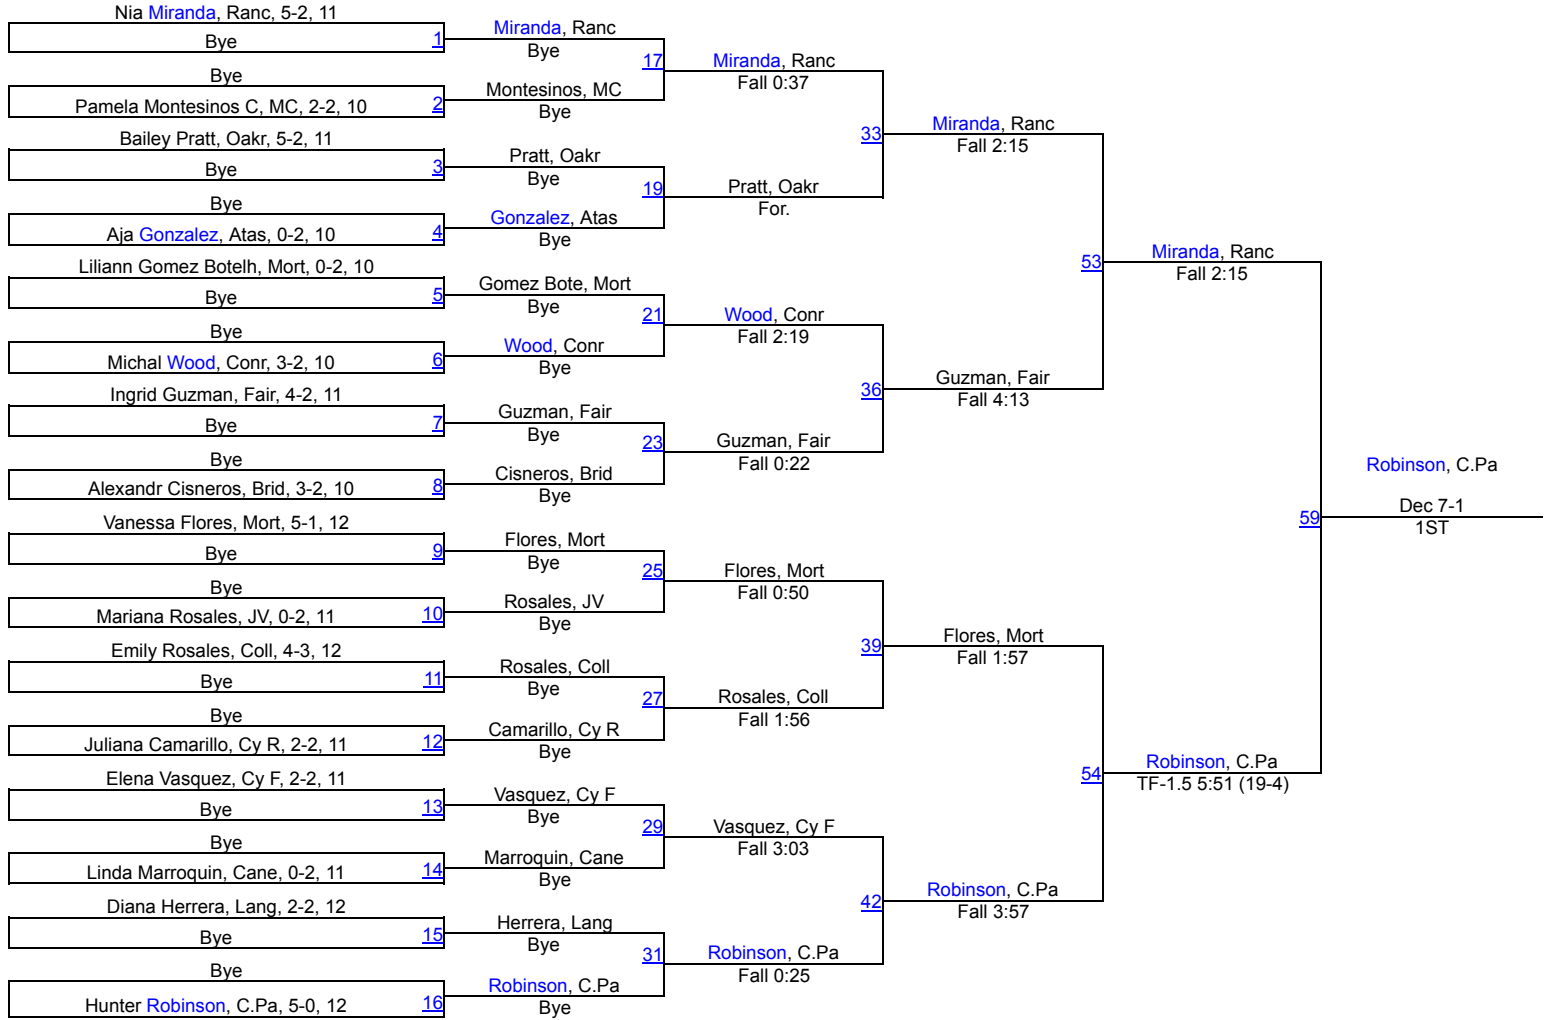 Nia Miranda, Ranc, 5-2, 11
Bye
1
Bye
Pamela Montesinos C, MC, 2-2, 10
2
Bailey Pratt, Oakr, 5-2, 11
Bye
3
Bye
Aja Gonzalez, Atas, 0-2, 10
4
Liliann Gomez Botelh, Mort, 0-2, 10
Bye
5
Bye
Michal Wood, Conr, 3-2, 10
6
Ingrid Guzman, Fair, 4-2, 11
Bye
7
Bye
Alexandr Cisneros, Brid, 3-2, 10
8
Vanessa Flores, Mort, 5-1, 12
Bye
9
Bye
Mariana Rosales, JV, 0-2, 11
10
Emily Rosales, Coll, 4-3, 12
Bye
11
Bye
Juliana Camarillo, Cy R, 2-2, 11
12
Elena Vasquez, Cy F, 2-2, 11
Bye
13
Bye
Linda Marroquin, Cane, 0-2, 11
14
Diana Herrera, Lang, 2-2, 12
Bye
15
Bye
Hunter Robinson, C.Pa, 5-0, 12
16
Miranda, Ranc
Bye
17
Montesinos, MC
Bye
Pratt, Oakr
Bye
19
Gonzalez, Atas
Bye
Gomez Bote, Mort
Bye
21
Wood, Conr
Bye
Guzman, Fair
Bye
23
Cisneros, Brid
Bye
Flores, Mort
Bye
25
Rosales, JV
Bye
Rosales, Coll
Bye
27
Camarillo, Cy R
Bye
Vasquez, Cy F
Bye
29
Marroquin, Cane
Bye
Herrera, Lang
Bye
31
Robinson, C.Pa
Bye
Miranda, Ranc
Fall 0:37
33
Pratt, Oakr
For.
Wood, Conr
Fall 2:19
36
Guzman, Fair
Fall 0:22
Flores, Mort
Fall 0:50
39
Rosales, Coll
Fall 1:56
Vasquez, Cy F
Fall 3:03
42
Robinson, C.Pa
Fall 0:25
Miranda, Ranc
Fall 2:15
53
Guzman, Fair
Fall 4:13
Flores, Mort
Fall 1:57
54
Robinson, C.Pa
Fall 3:57
Miranda, Ranc
Fall 2:15
59
Robinson, C.Pa
TF-1.5 5:51 (19-4)
Robinson, C.Pa
Dec 7-1
1ST